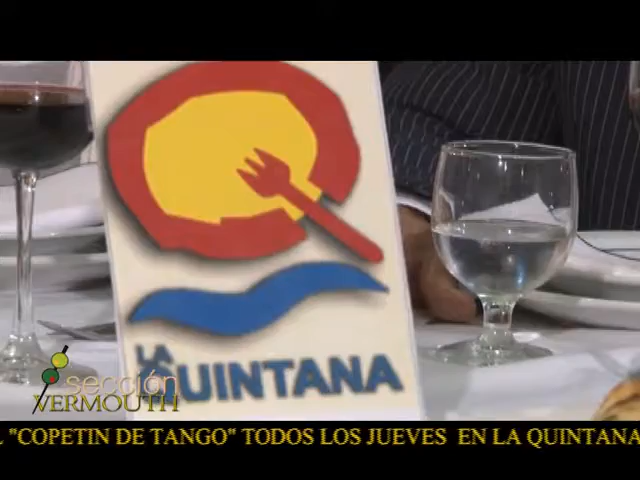 LA
QUINTANA
sección
VERMOUTH
L "COPETIN DE TANGO" TODOS LOS JUEVES EN LA QUINTANA